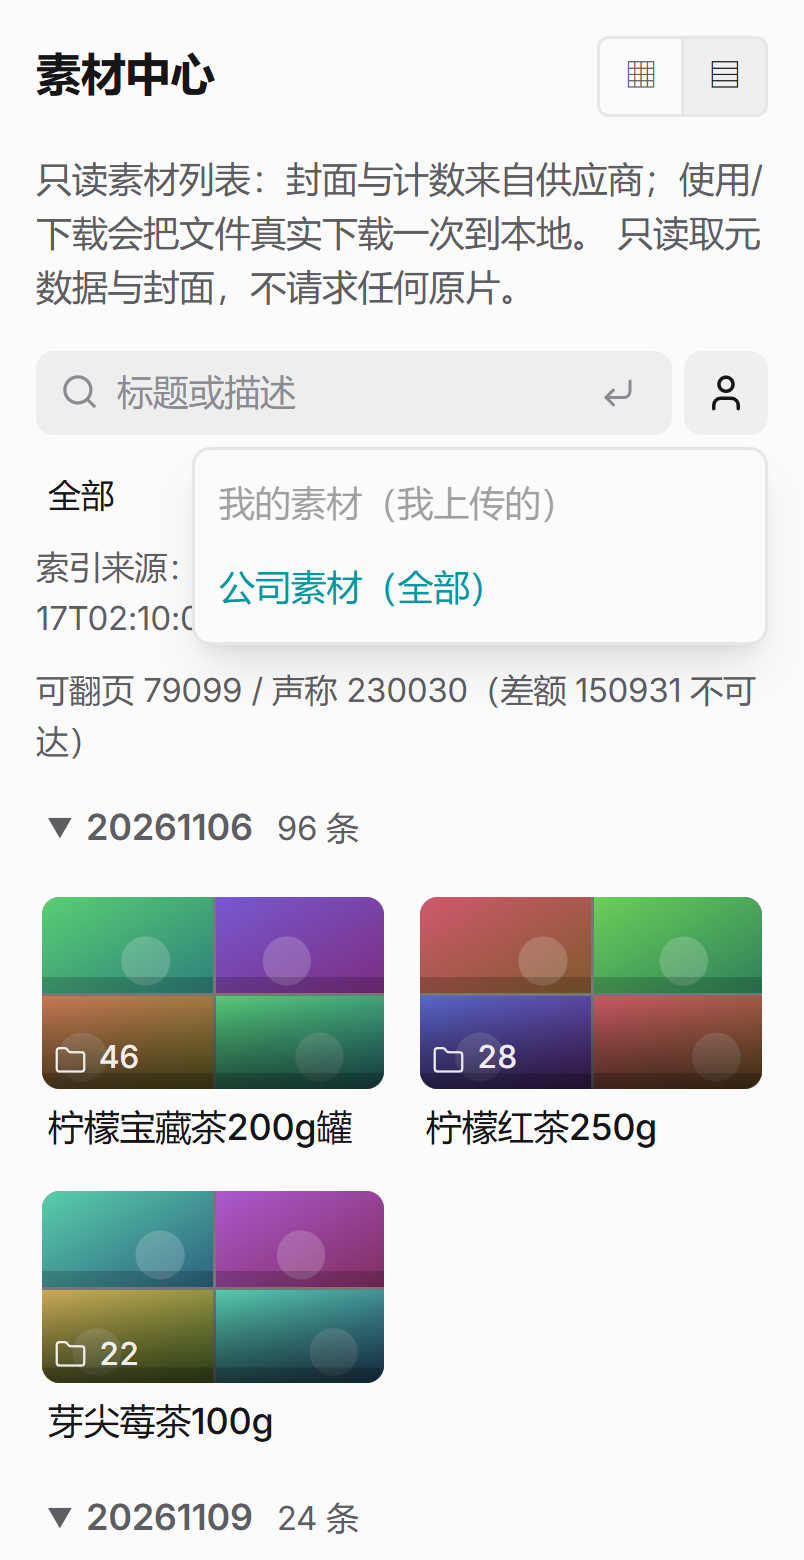 素材中心
只读素材列表：封面与计数来自供应商；使用/
下载会把文件真实下载一次到本地。 只读取元
数据与封面，不请求任何原片。
标题或描述
全部
我的素材（我上传的）
索引来源：
公司素材（全部）
17T02:10:0
可翻页 79099 / 声称 230030（差额 150931 不可
达）
▼ 20261106 96 条
46
28
柠檬宝藏茶200g罐
柠檬红茶250g
22
芽尖莓茶100g
▼ 20261109 24 条